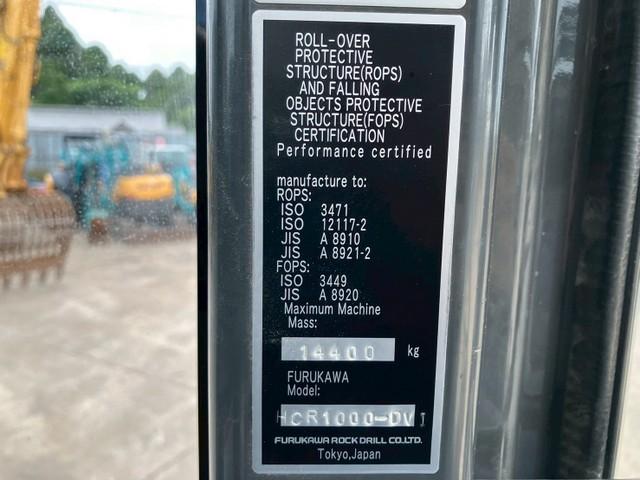 ROLL-OVER
PROTECTIVE
STRUCTURE(ROPS)
AND FALLING
OBJECTS PROTECTIVE
STRUCTURE(FOPS)
CERTIFICATION
Performance certified
manufacture to:
ROPS:
ISO 3471
ISO 12117-2
JIS A 8910
JIS A 8921-2
FOPS:
ISO 3449
JIS A 8920
Maximum Machine
Mass:
14400 kg
FURUKAWA
Model:
HCR1000-DVI
FURUKAWA ROCK DRILL CO.LTD.
Tokyo,Japan